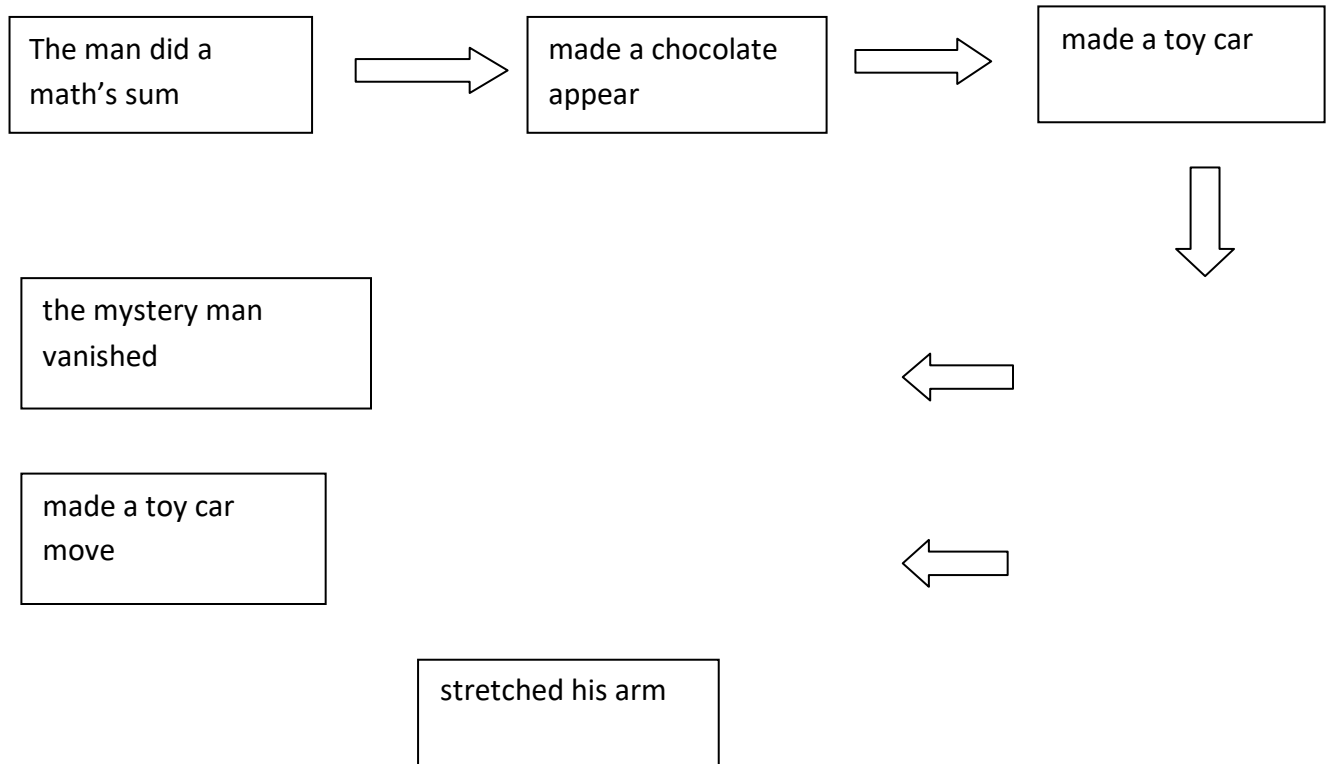 The man did a
math’s sum
made a chocolate
appear
made a toy car
the mystery man
vanished
made a toy car
move
stretched his arm